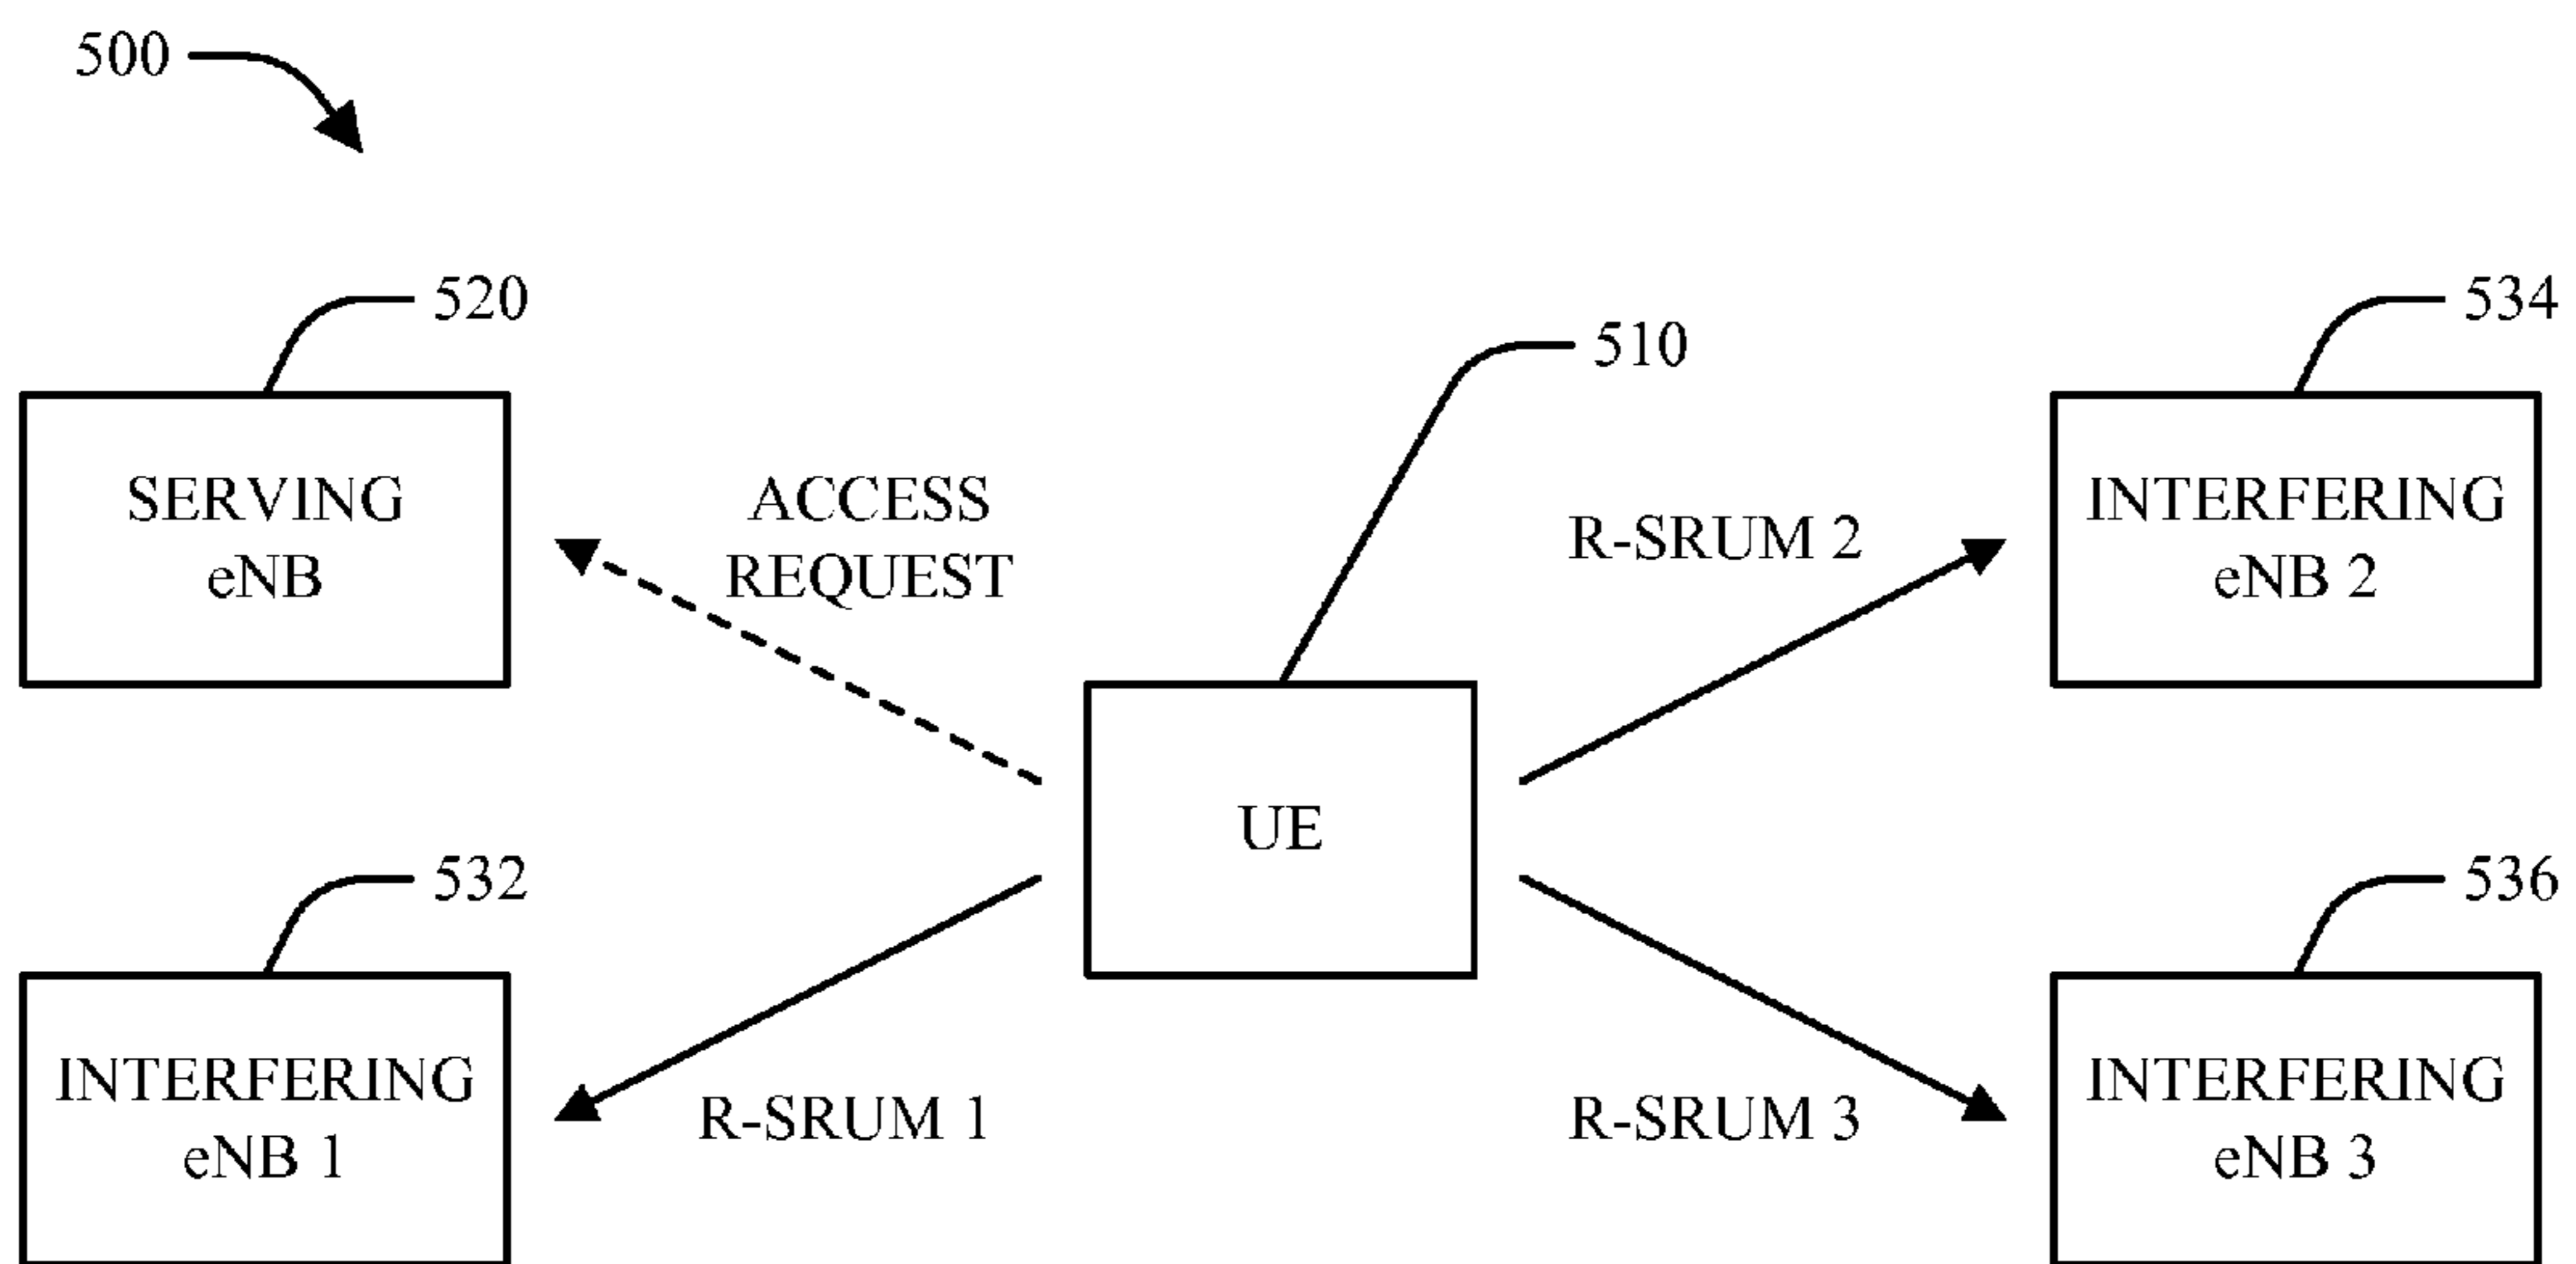 500
520
534
510
SERVING
eNB
ACCESS
REQUEST
R-SRUM 2
INTERFERING
eNB 2
UE
532
536
INTERFERING
eNB 1
R-SRUM 1
R-SRUM 3
INTERFERING
eNB 3